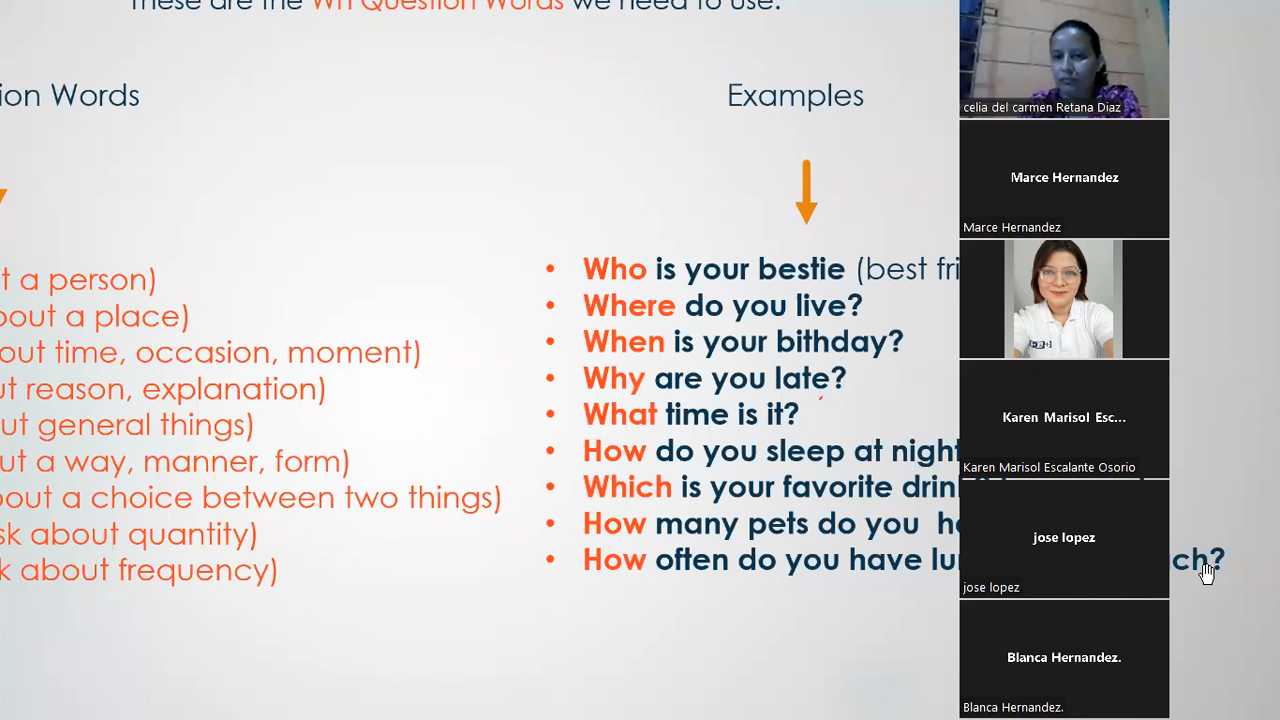 These are the Wh Question Words we need to use.
ion Words
Examples
t a person)
bout a place)
out time, occasion, moment)
ut reason, explanation)
ut general things)
ut a way, manner, form)
bout a choice between two things)
sk about quantity)
k about frequency)
• Who is your bestie (best fri
• Where do you live?
• When is your bithday?
• Why are you late?
• What time is it?
• How do you sleep at night
• Which is your favorite drin
• How many pets do you h
• How often do you have lu ch?
celia del carmen Retana Diaz
Marce Hernandez
Marce Hernandez
Karen Marisol Esc...
Karen Marisol Escalante Osorio
jose lopez
jose lopez
Blanca Hernandez.
Blanca Hernandez.